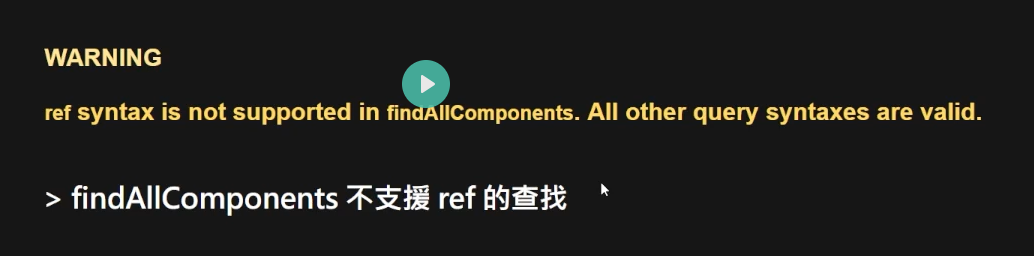 WARNING
ref syntax is not supported in findAllComponents. All other query syntaxes are valid.
> findAllComponents 不支援 ref 的查找